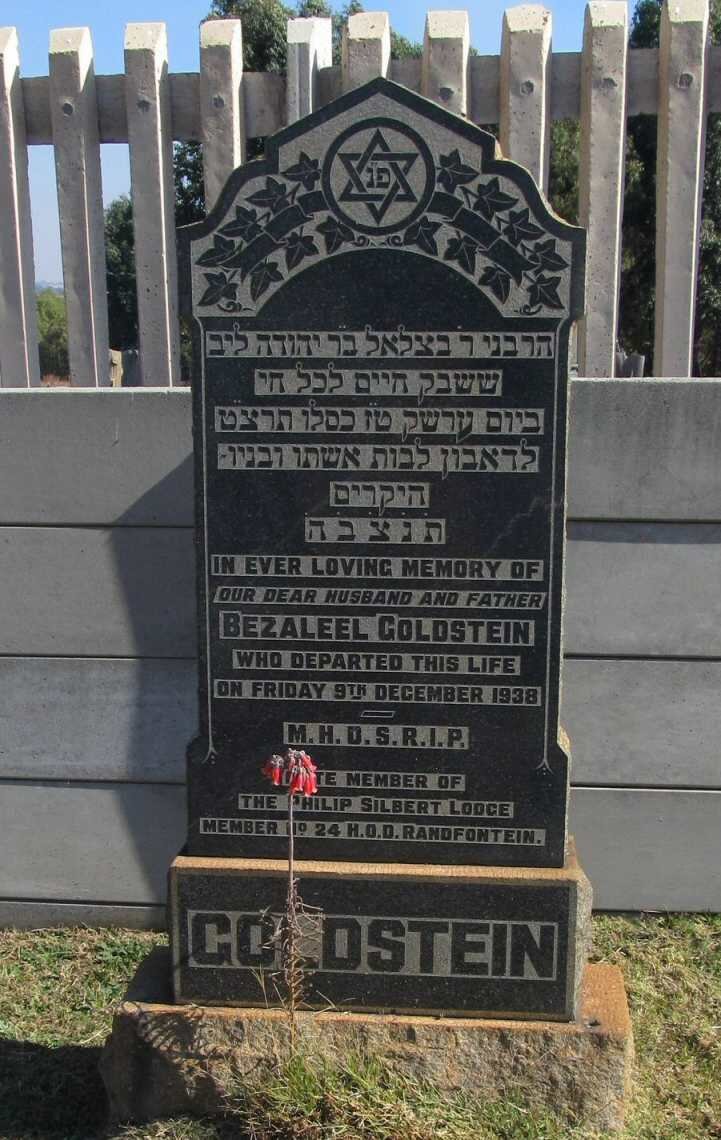 פנ
הרבני ר בצלאל בר יהודה ליב
ששבק חיים לכל חי
ביום ערשק טז כסלו תרצט
לדאבון לבות אשתו ובניו-
היקרים
ת נ צ ב ה
IN EVER LOVING MEMORY OF
OUR DEAR HUSBAND AND FATHER
BEZALEEL GOLDSTEIN
WHO DEPARTED THIS LIFE
ON FRIDAY 9TH DECEMBER 1938
M.H.D.S.R.I.P.
MEMBER OF
THE PHILIP SILBERT LODGE
MEMBER No 24 H.O.D. RANDFONTEIN.
GOLDSTEIN